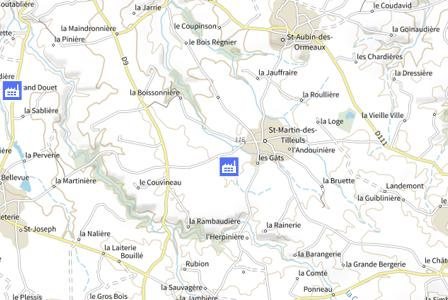 outablière
la Jarrie
le Coudavid
la Maindronnière
le Coupinson
la Pinière
le Bois Régnier
St-Aubin-des-
Ormeaux
la Goinaudière
D9
les Chardières
dière
la Jauffraire
la Dressière
and Douet
la Boissonnière
la Roullière
la Sablière
la Loge
la Vieille Ville
St-Martin-des-
Tilleuls
D111
l'Andouinère
la Perverie
les Gâts
Bellevue
la Martinière
le Couvineau
la Bruette
Landemont
la Guiblinière
eterie
la Rambaudière
St-Joseph
la Nalière
l'Herpinière
la Rainerie
la Laiterie
Bouillé
la Barangerie
Rubion
la Grande Bergerie
la Comté
la Sauvagère
Ponneau
le Plessis
le Gros Bois
la Jambière